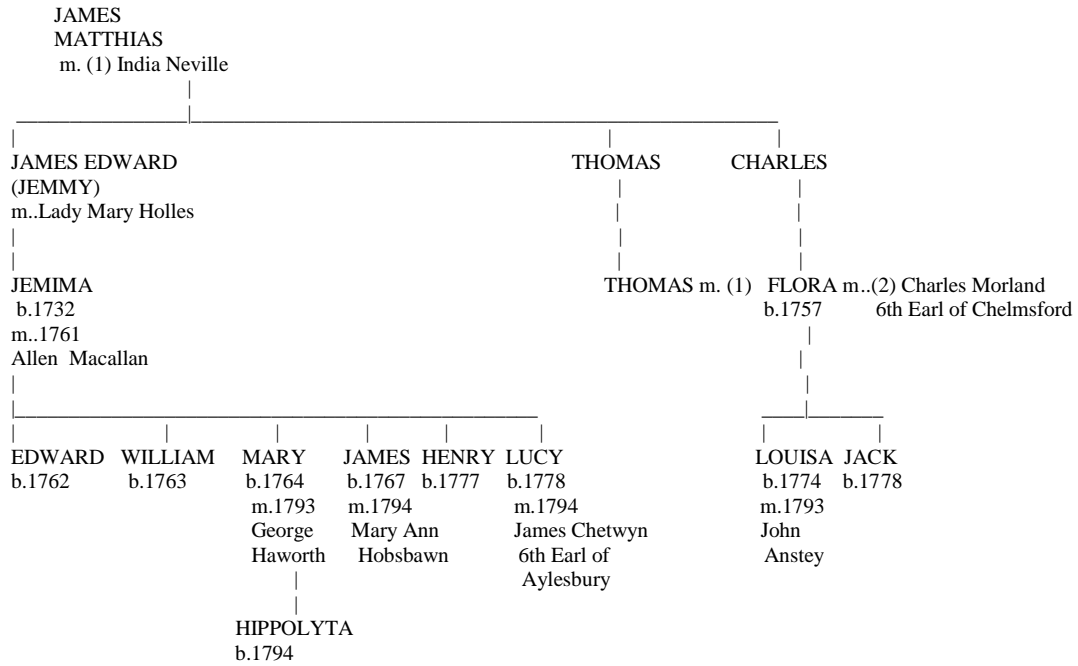 JAMES
MATTHIAS
m. (1) India Neville
JAMES EDWARD THOMAS CHARLES
(JEMMY)
m..Lady Mary Holles
JEMIMA THOMAS m. (1) FLORA m..(2) Charles Morland
b.1732 b.1757 6th Earl of Chelmsford
m..1761
Allen Macallan
EDWARD WILLIAM MARY JAMES HENRY LUCY LOUISA JACK
b.1762 b.1763 b.1764 b.1767 b.1777 b.1778 b.1774 b.1778
m.1793 m.1794 m.1794 m.1793
George Mary Ann James Chetwyn John
Haworth Hobsbawn 6th Earl of Anstey
Aylesbury
HIPPOLYTA
b.1794